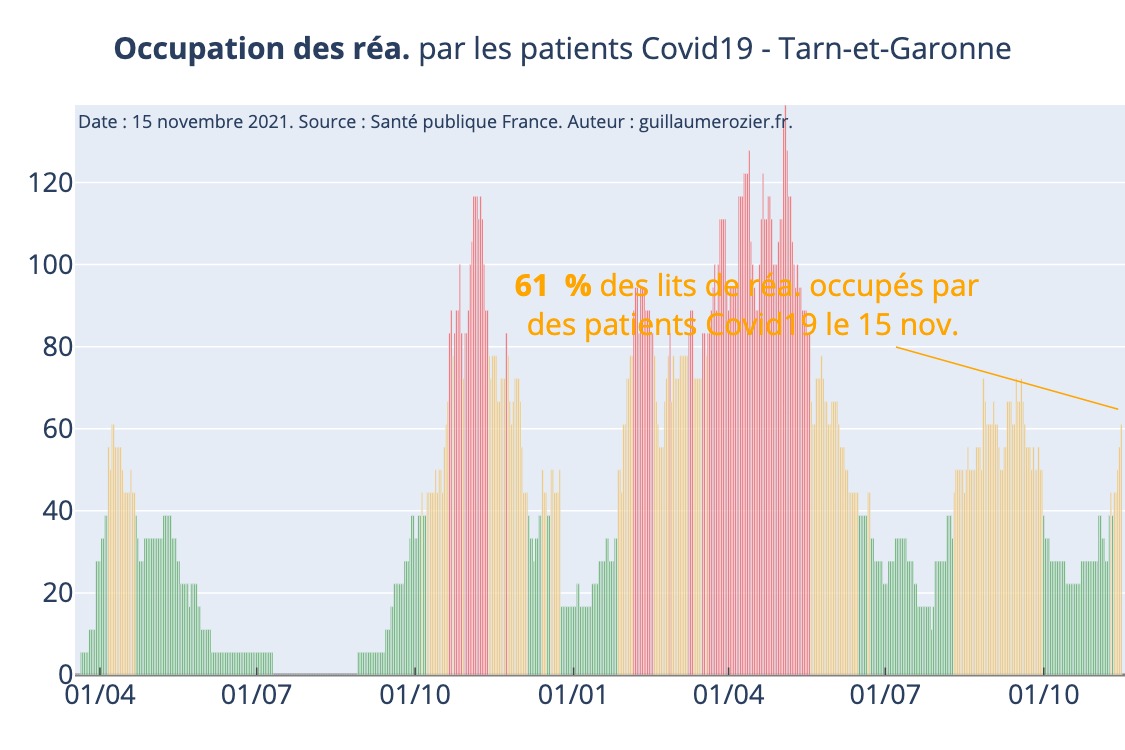 Occupation des réa. par les patients Covid19 - Tarn-et-Garonne
Date : 15 novembre 2021. Source : Santé publique France. Auteur : guillaumerozier.fr.
120
100
61 % des lits de réa. occupés par
des patients Covid19 le 15 nov.
80
60
40
20
0
01/04 01/07 01/10 01/01 01/04 01/07 01/10